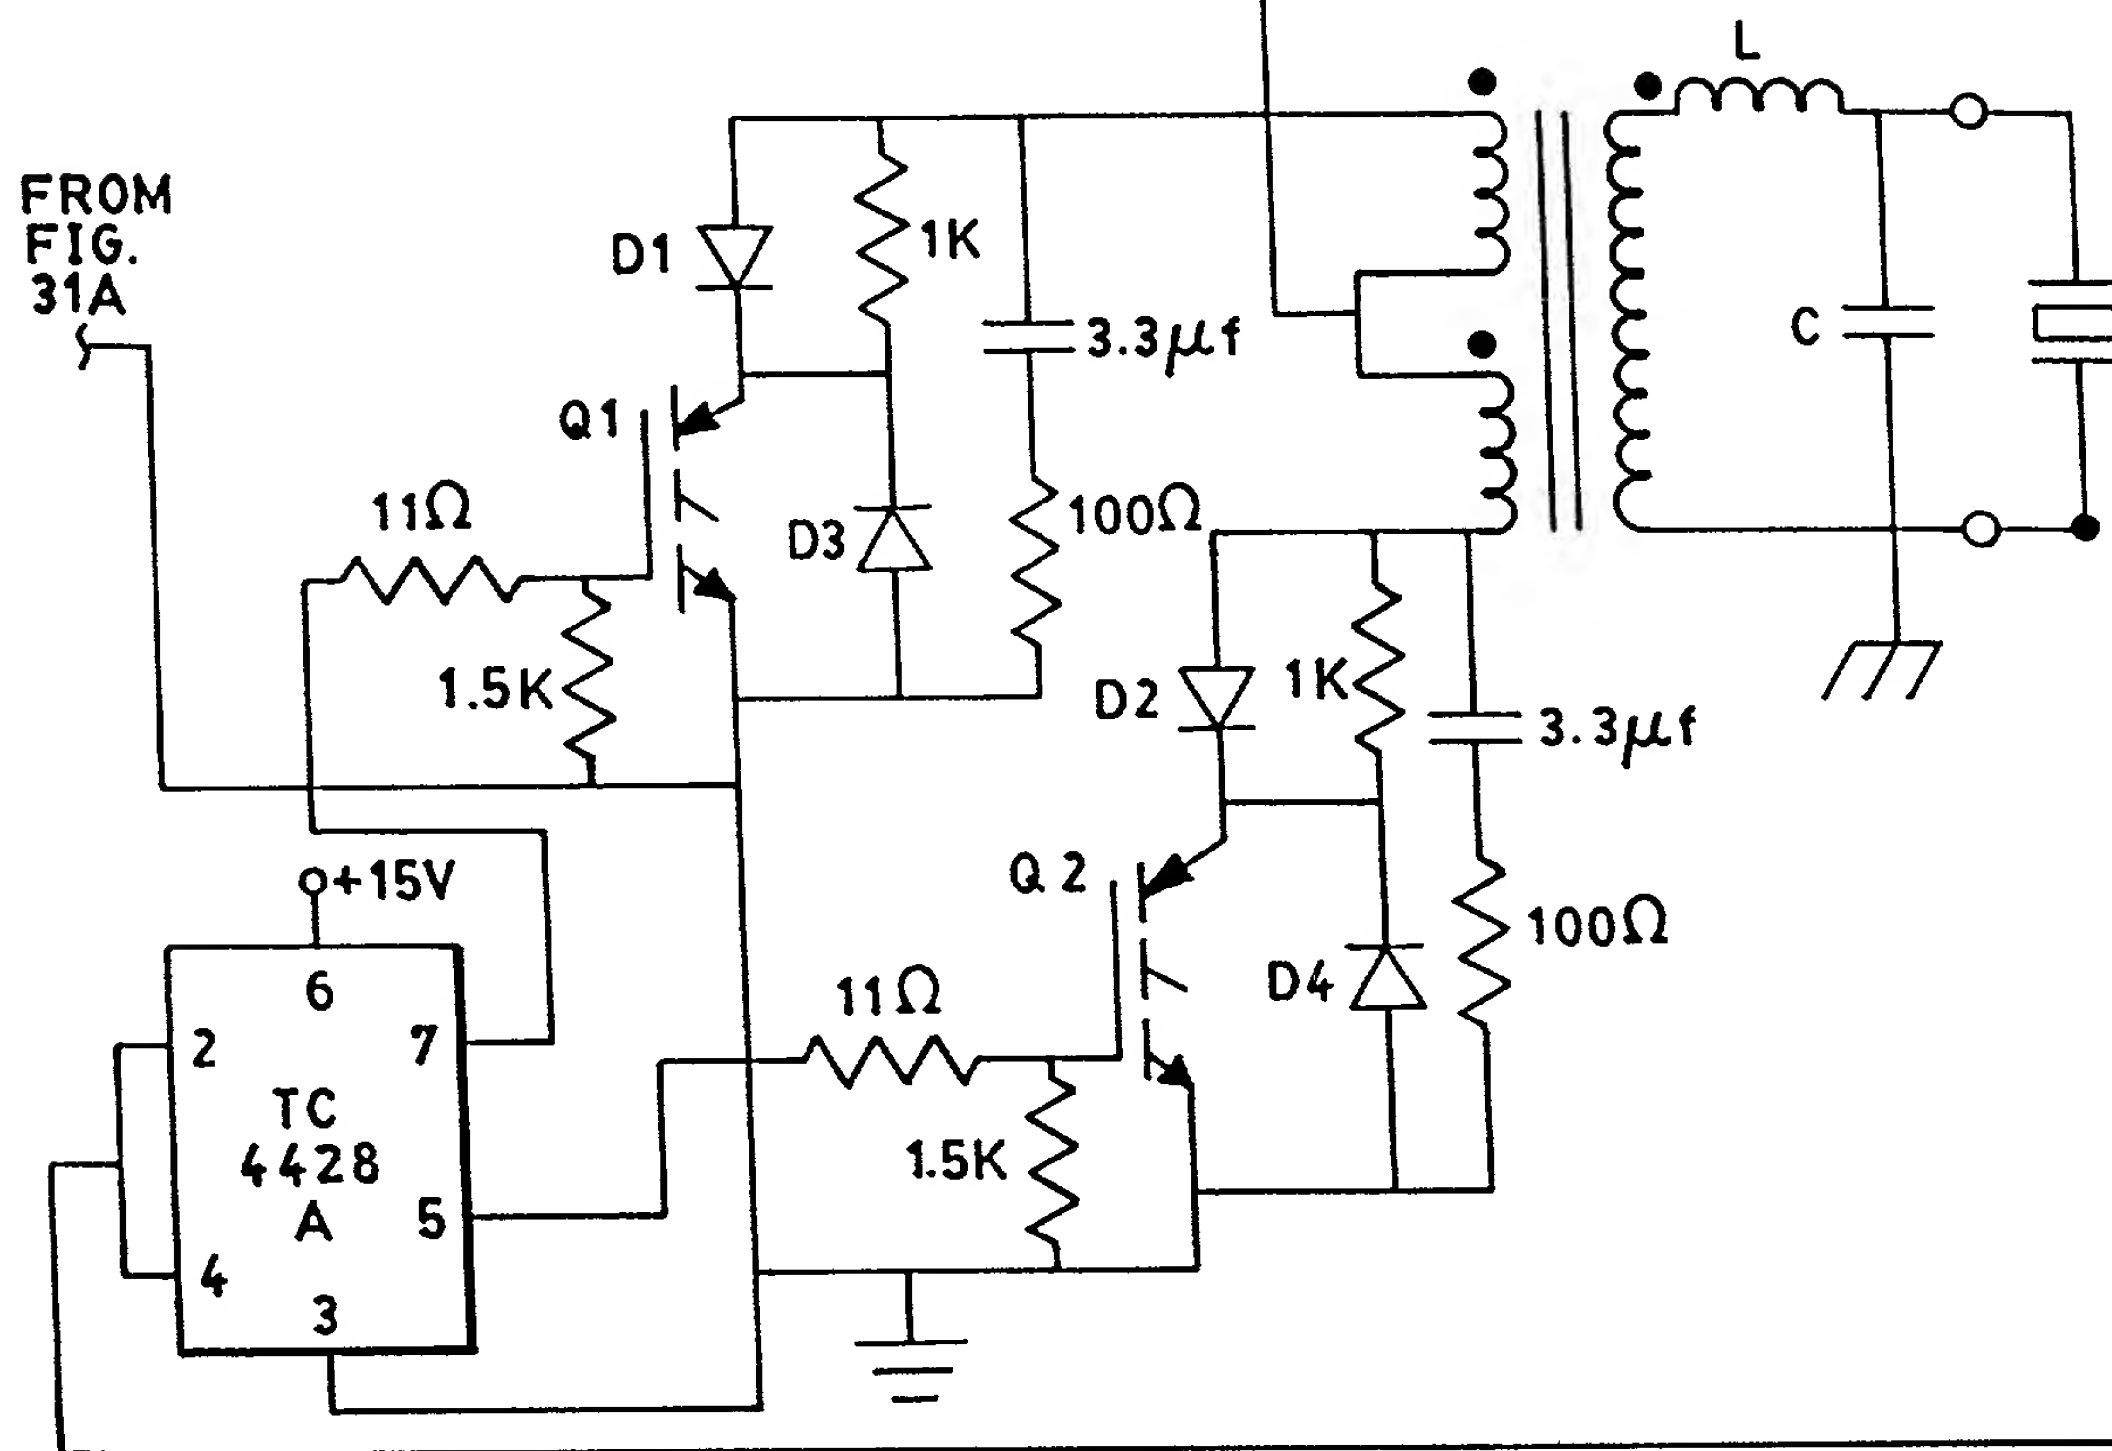 L
FROM
FIG.
31A
D1
1K
3.3μf
C
Q1
11Ω
D3
100Ω
1.5K
D2
1K
3.3μf
+15V
Q2
6
2
7
11Ω
D4
100Ω
TC
4428
A
1.5K
5
4
3